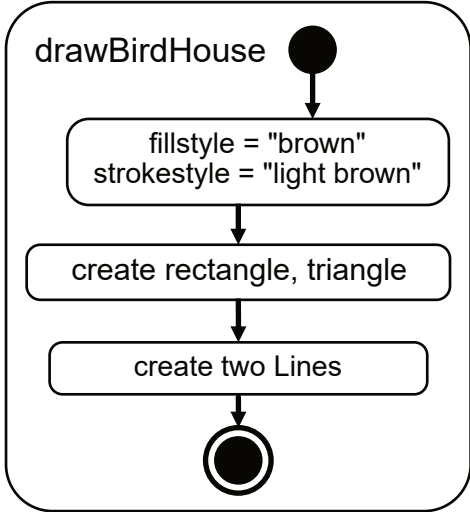 drawBirdHouse
fillstyle = "brown"
strokestyle = "light brown"
create rectangle, triangle
create two Lines